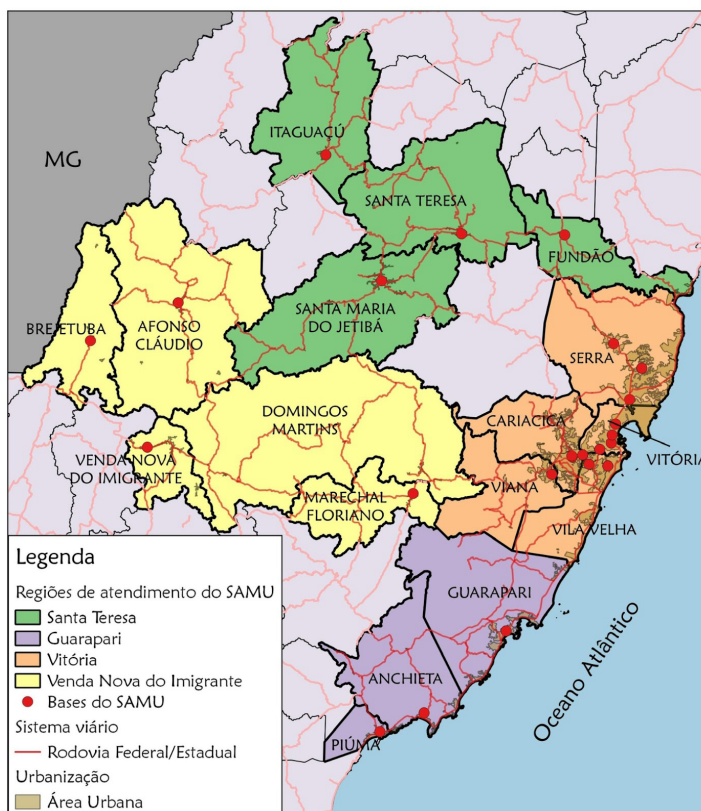 ITAGUAÇÚ
MG
SANTA TERESA
FUNDÃO
SANTA MARIA
DO JETIBÁ
BREJETUBA
AFONSO
CLÁUDIO
SERRA
DOMINGOS
MARTINS
CARIACICA
VENDA NOVA
DO IMIGRANTE
VITÓRIA
VIANA
MARECHAL
FLORIANO
VILA VELHA
GUARAPARI
ANCHIETA
PIÚMA
Oceano Atlântico
Legenda
Regiões de atendimento do SAMU
Santa Teresa
Guarapari
Vitória
Venda Nova do Imigrante
Bases do SAMU
Sistema viário
Rodovia Federal/Estadual
Urbanização
Área Urbana